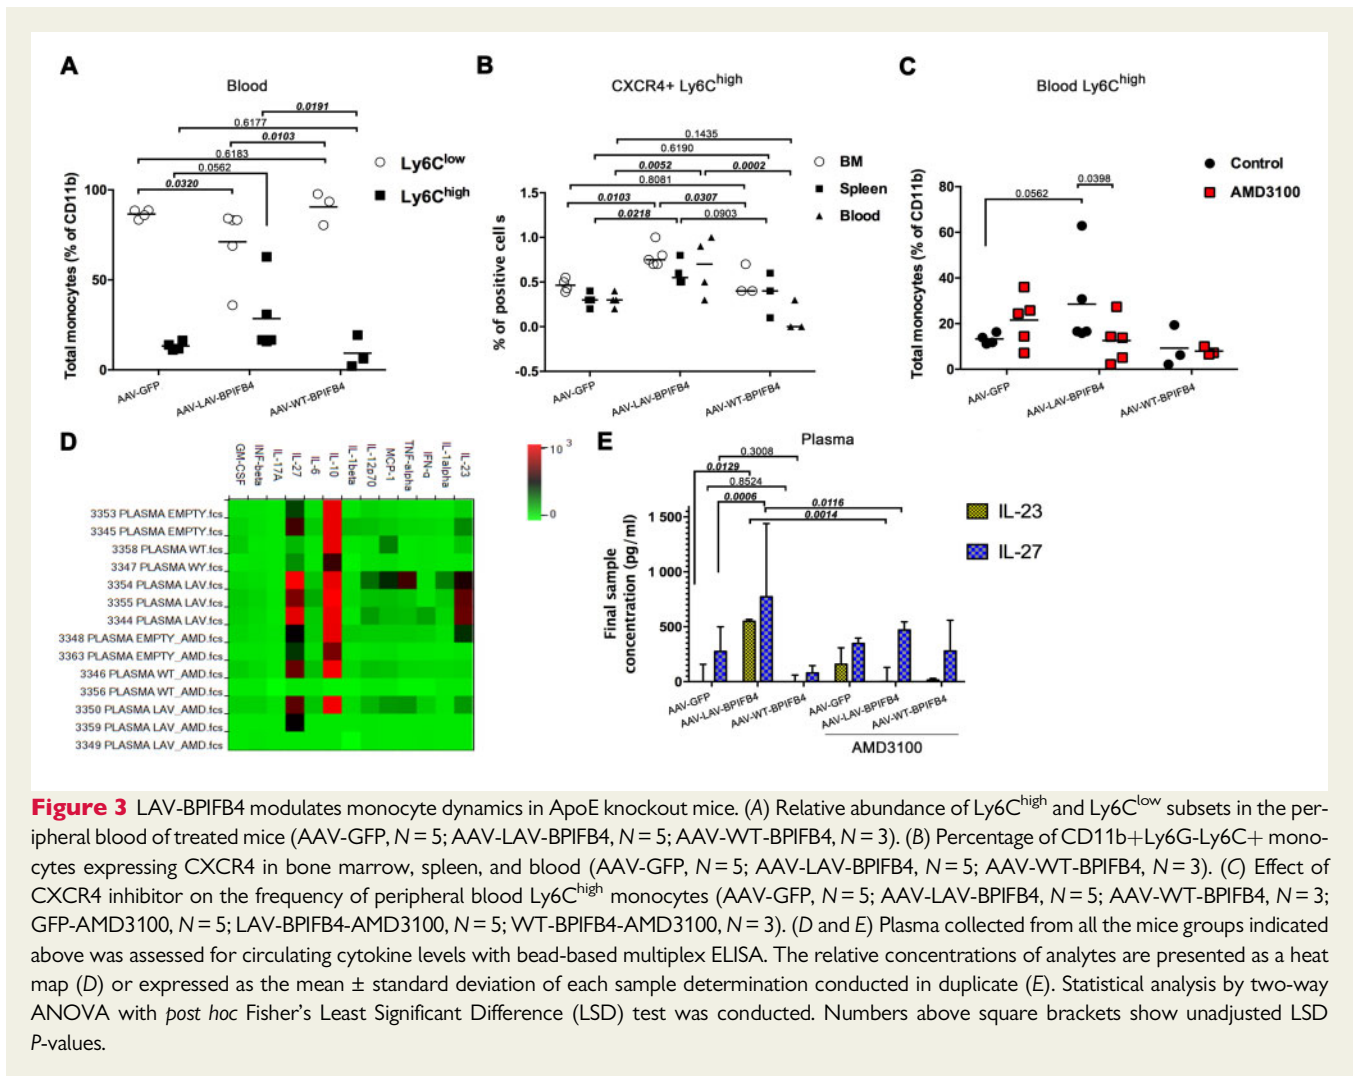 A
Blood
0.0191
0.6177
0.0103
0.6183
0.0562
0.0320
Ly6Clow
Ly6Chigh
Total monocytes (% of CD11b)
100
50
0
AAV-GFP
AAV-LAV-BPIFB4
AAV-WT-BPIFB4
B
CXCR4+ Ly6Chigh
0.1435
0.6190
0.0052
0.0002
0.8081
0.0103
0.0307
0.0218
0.0903
BM
Spleen
Blood
% of positive cells
1.5
1.0
0.5
0.0
-0.5
AAV-GFP
AAV-LAV-BPIFB4
AAV-WT-BPIFB4
C
Blood Ly6Chigh
Control
AMD3100
0.0562
0.0398
Total monocytes (% of CD11b)
80
60
40
20
0
AAV-GFP
AAV-LAV-BPIFB4
AAV-WT-BPIFB4
D
GM-CSF
INF-beta
IL-17A
IL-27
IL-6
IL-10
IL-1beta
IL-12p70
MCP-1
TNF-alpha
IFN-g
IL-1alpha
IL-23
10 3
0
3353 PLASMA EMPTY.fcs
3345 PLASMA EMPTY.fcs
3358 PLASMA WT.fcs
3347 PLASMA WY.fcs
3354 PLASMA LAV.fcs
3355 PLASMA LAV.fcs
3344 PLASMA LAV.fcs
3348 PLASMA EMPTY_AMD.fcs
3363 PLASMA EMPTY_AMD.fcs
3346 PLASMA WT_AMD.fcs
3356 PLASMA WT_AMD.fcs
3350 PLASMA LAV_AMD.fcs
3359 PLASMA LAV_AMD.fcs
3349 PLASMA LAV_AMD.fcs
E
Plasma
0.3008
0.0129
0.8524
0.0006
0.0116
0.0014
IL-23
IL-27
Final sample
concentration (pg/ml)
1 500
1 000
500
0
AAV-GFP
AAV-LAV-BPIFB4
AAV-WT-BPIFB4
AAV-GFP
AAV-LAV-BPIFB4
AAV-WT-BPIFB4
AMD3100
Figure 3 LAV-BPIFB4 modulates monocyte dynamics in ApoE knockout mice. (A) Relative abundance of Ly6Chigh and Ly6Clow subsets in the per-
ipheral blood of treated mice (AAV-GFP, N = 5; AAV-LAV-BPIFB4, N = 5; AAV-WT-BPIFB4, N = 3). (B) Percentage of CD11b+Ly6G-Ly6C+ mono-
cytes expressing CXCR4 in bone marrow, spleen, and blood (AAV-GFP, N = 5; AAV-LAV-BPIFB4, N = 5; AAV-WT-BPIFB4, N = 3). (C) Effect of
CXCR4 inhibitor on the frequency of peripheral blood Ly6Chigh monocytes (AAV-GFP, N = 5; AAV-LAV-BPIFB4, N = 5; AAV-WT-BPIFB4, N = 3;
GFP-AMD3100, N = 5; LAV-BPIFB4-AMD3100, N = 5; WT-BPIFB4-AMD3100, N = 3). (D and E) Plasma collected from all the mice groups indicated
above was assessed for circulating cytokine levels with bead-based multiplex ELISA. The relative concentrations of analytes are presented as a heat
map (D) or expressed as the mean ± standard deviation of each sample determination conducted in duplicate (E). Statistical analysis by two-way
ANOVA with post hoc Fisher's Least Significant Difference (LSD) test was conducted. Numbers above square brackets show unadjusted LSD
P-values.